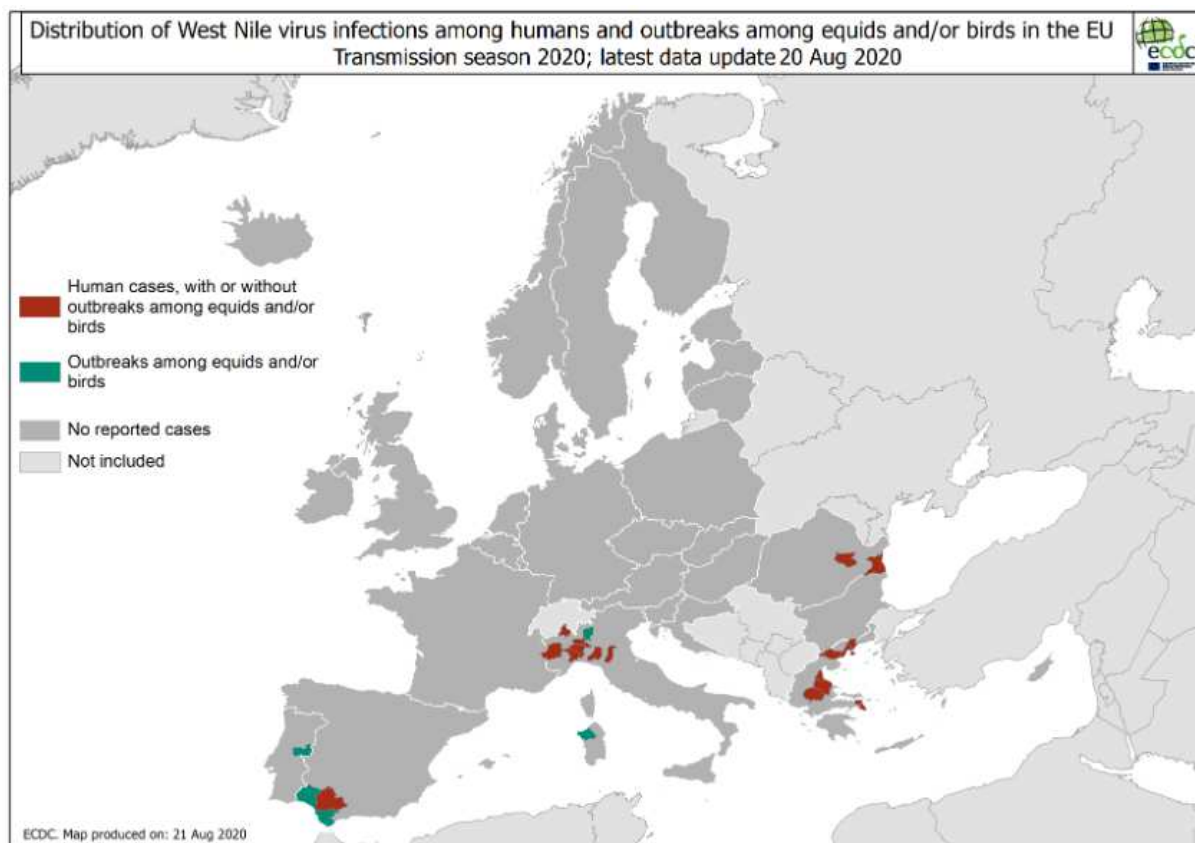 Distribution of West Nile virus infections among humans and outbreaks among equids and/or birds in the EU
Transmission season 2020; latest data update 20 Aug 2020
ecdc
Human cases, with or without
outbreaks among equids and/or
birds
Outbreaks among equids and/or
birds
No reported cases
Not included
ECDC. Map produced on: 21 Aug 2020